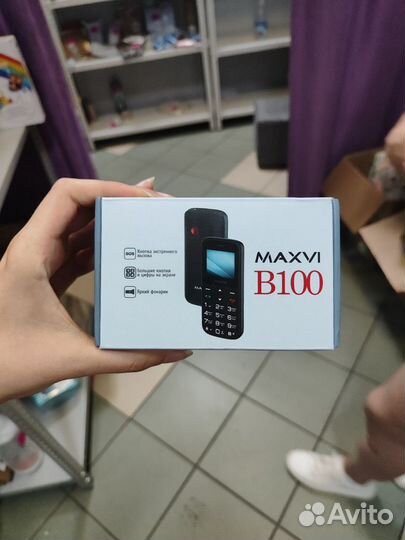 SOS
Кнопка экстренного
вызова
Большие кнопки
и цифры на экране
Яркий фонарик
MAXVI
B100
Avito